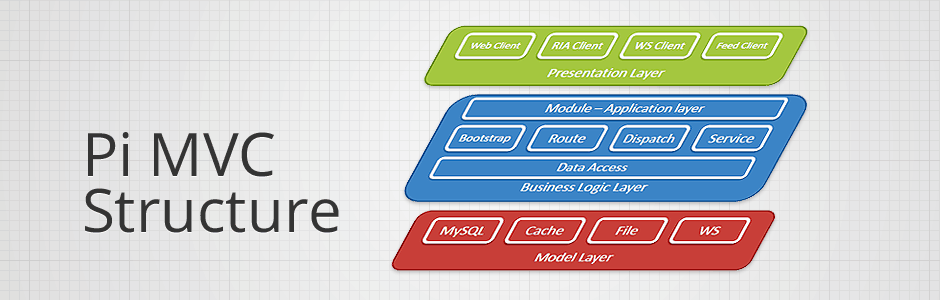 Pi MVC
Structure
Web Client
RIA Client
WS Client
Feed Client
Presentation Layer
Module – Application layer
Bootstrap
Route
Dispatch
Service
Data Access
Business Logic Layer
MySQL
Cache
File
WS
Model Layer